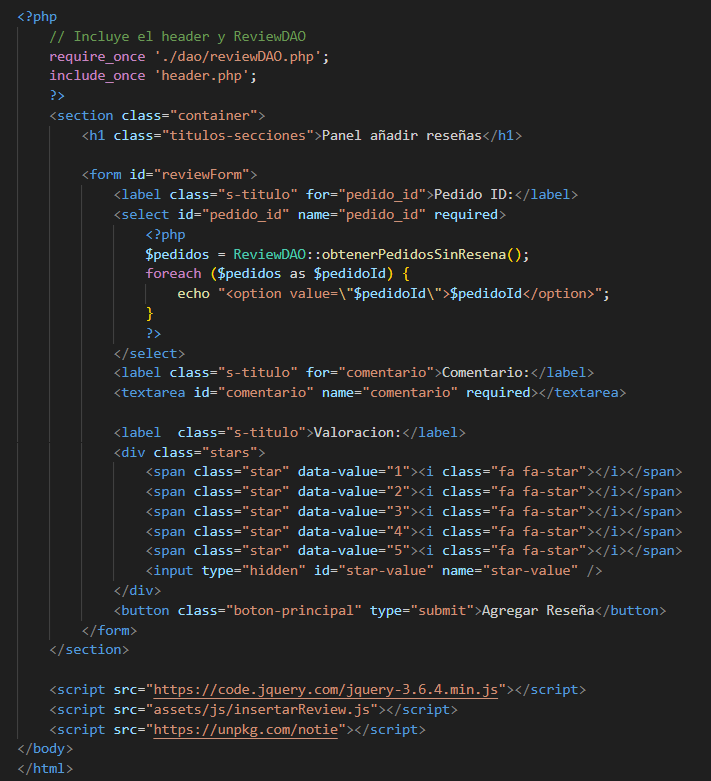 <?php
// Incluye el header y ReviewDAO
require_once './dao/reviewDAO.php';
include_once 'header.php';
?>
<section class="container">
<h1 class="titulos-secciones">Panel añadir reseñas</h1>
<form id="reviewForm">
<label class="s-titulo" for="pedido_id">Pedido ID:</label>
<select id="pedido_id" name="pedido_id" required>
<?php
$pedidos = ReviewDAO::obtenerPedidosSinResena();
foreach ($pedidos as $pedidoId) {
echo "<option value=\"$pedidoId\">$pedidoId</option>";
}
?>
</select>
<label class="s-titulo" for="comentario">Comentario:</label>
<textarea id="comentario" name="comentario" required></textarea>
<label  class="s-titulo">Valoracion:</label>
<div class="stars">
<span class="star" data-value="1"><i class="fa fa-star"></i></span>
<span class="star" data-value="2"><i class="fa fa-star"></i></span>
<span class="star" data-value="3"><i class="fa fa-star"></i></span>
<span class="star" data-value="4"><i class="fa fa-star"></i></span>
<span class="star" data-value="5"><i class="fa fa-star"></i></span>
<input type="hidden" id="star-value" name="star-value" />
</div>
<button class="boton-principal" type="submit">Agregar Reseña</button>
</form>
</section>
<script src="https://code.jquery.com/jquery-3.6.4.min.js"></script>
<script src="assets/js/insertarReview.js"></script>
<script src="https://unpkg.com/notie"></script>
</body>
</html>